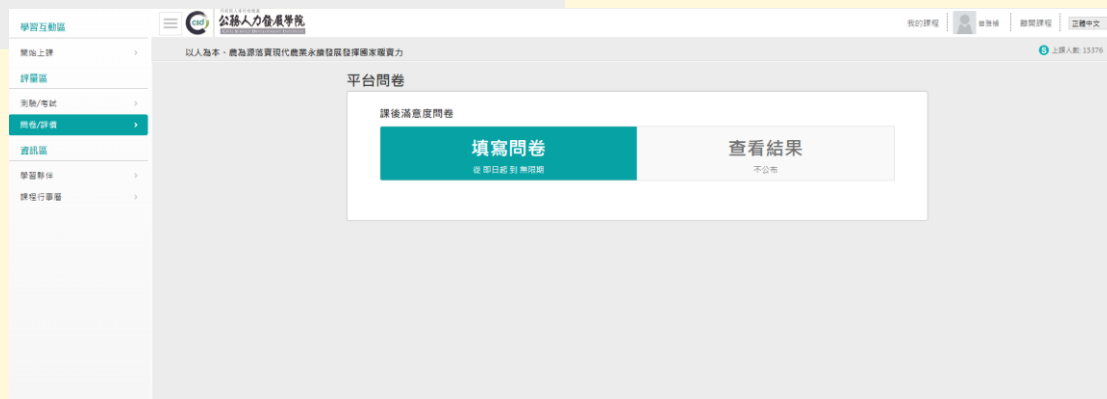 學習互動區
開始上課
評量區
測驗/考試
問卷/評價
資訊區
學習夥伴
課程行事曆
csd
公務人力發展學院
我的課程
離開課程
正體中文
以人為本、農為源落實現代農業永續發展發揮國家暖實力
上課人數: 15376
平台問卷
課後滿意度問卷
填寫問卷
從 即日起 到 無限期
查看結果
不公布